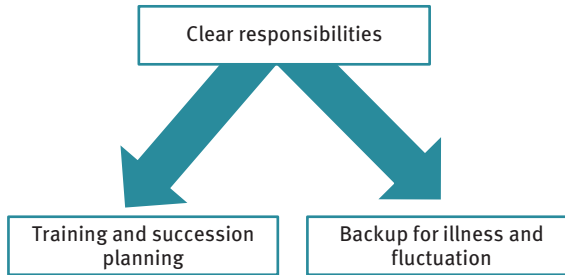 Clear responsibilities
Training and succession
planning
Backup for illness and
fluctuation